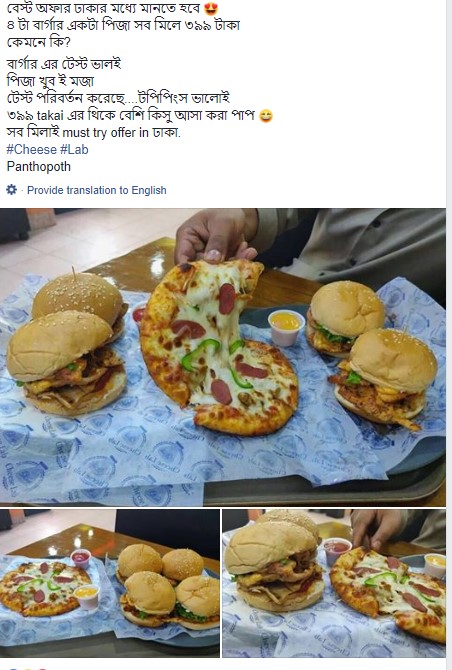 বেস্ট অফার ঢাকার মধ্যে মানতে হবে 😍
৪ টা বার্গার একটা পিজা সব মিলে ৩৯৯ টাকা
কেমনে কি?
বার্গার এর টেস্ট ভালই
পিজা খুব ই মজা
টেস্ট পরিবর্তন করেছে....টপিপিংস ভালোই
৩৯৯ takai এর থিকে বেশি কিসু আসা করা পাপ 😄
সব মিলাই must try offer in ঢাকা.
#Cheese #Lab
Panthopoth
· Provide translation to English